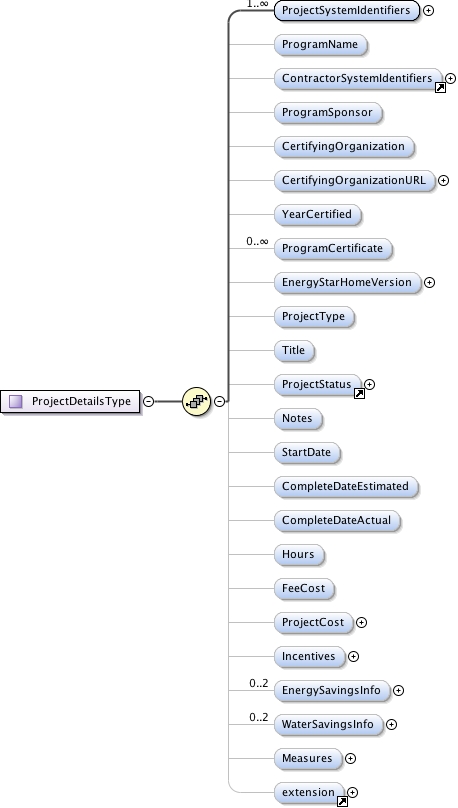 1..∞
ProjectSystemIdentifiers
ProgramName
ContractorSystemIdentifiers
ProgramSponsor
CertifyingOrganization
CertifyingOrganizationURL
YearCertified
0..∞
ProgramCertificate
EnergyStarHomeVersion
ProjectType
Title
ProjectDetailsType
ProjectStatus
Notes
StartDate
CompleteDateEstimated
CompleteDateActual
Hours
FeeCost
ProjectCost
Incentives
0..2
EnergySavingsInfo
0..2
WaterSavingsInfo
Measures
extension